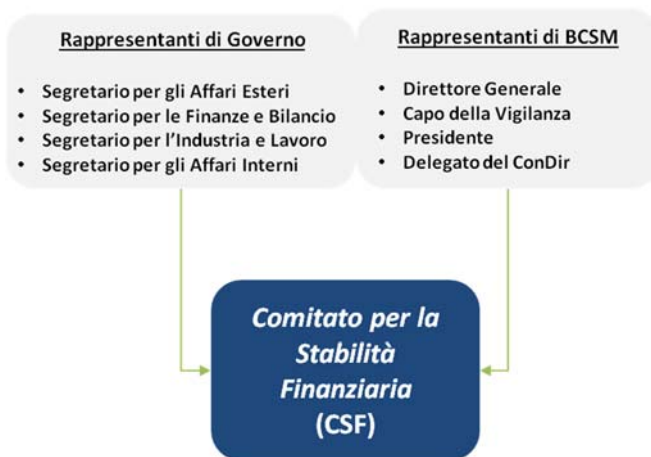 Rappresentanti di Governo
• Segretario per gli Affari Esteri
• Segretario per le Finanze e Bilancio
• Segretario per l'Industria e Lavoro
• Segretario per gli Affari Interni
Rappresentanti di BCSM
• Direttore Generale
• Capo della Vigilanza
• Presidente
• Delegato del ConDir
Comitato per la
Stabilità
Finanziaria
(CSF)